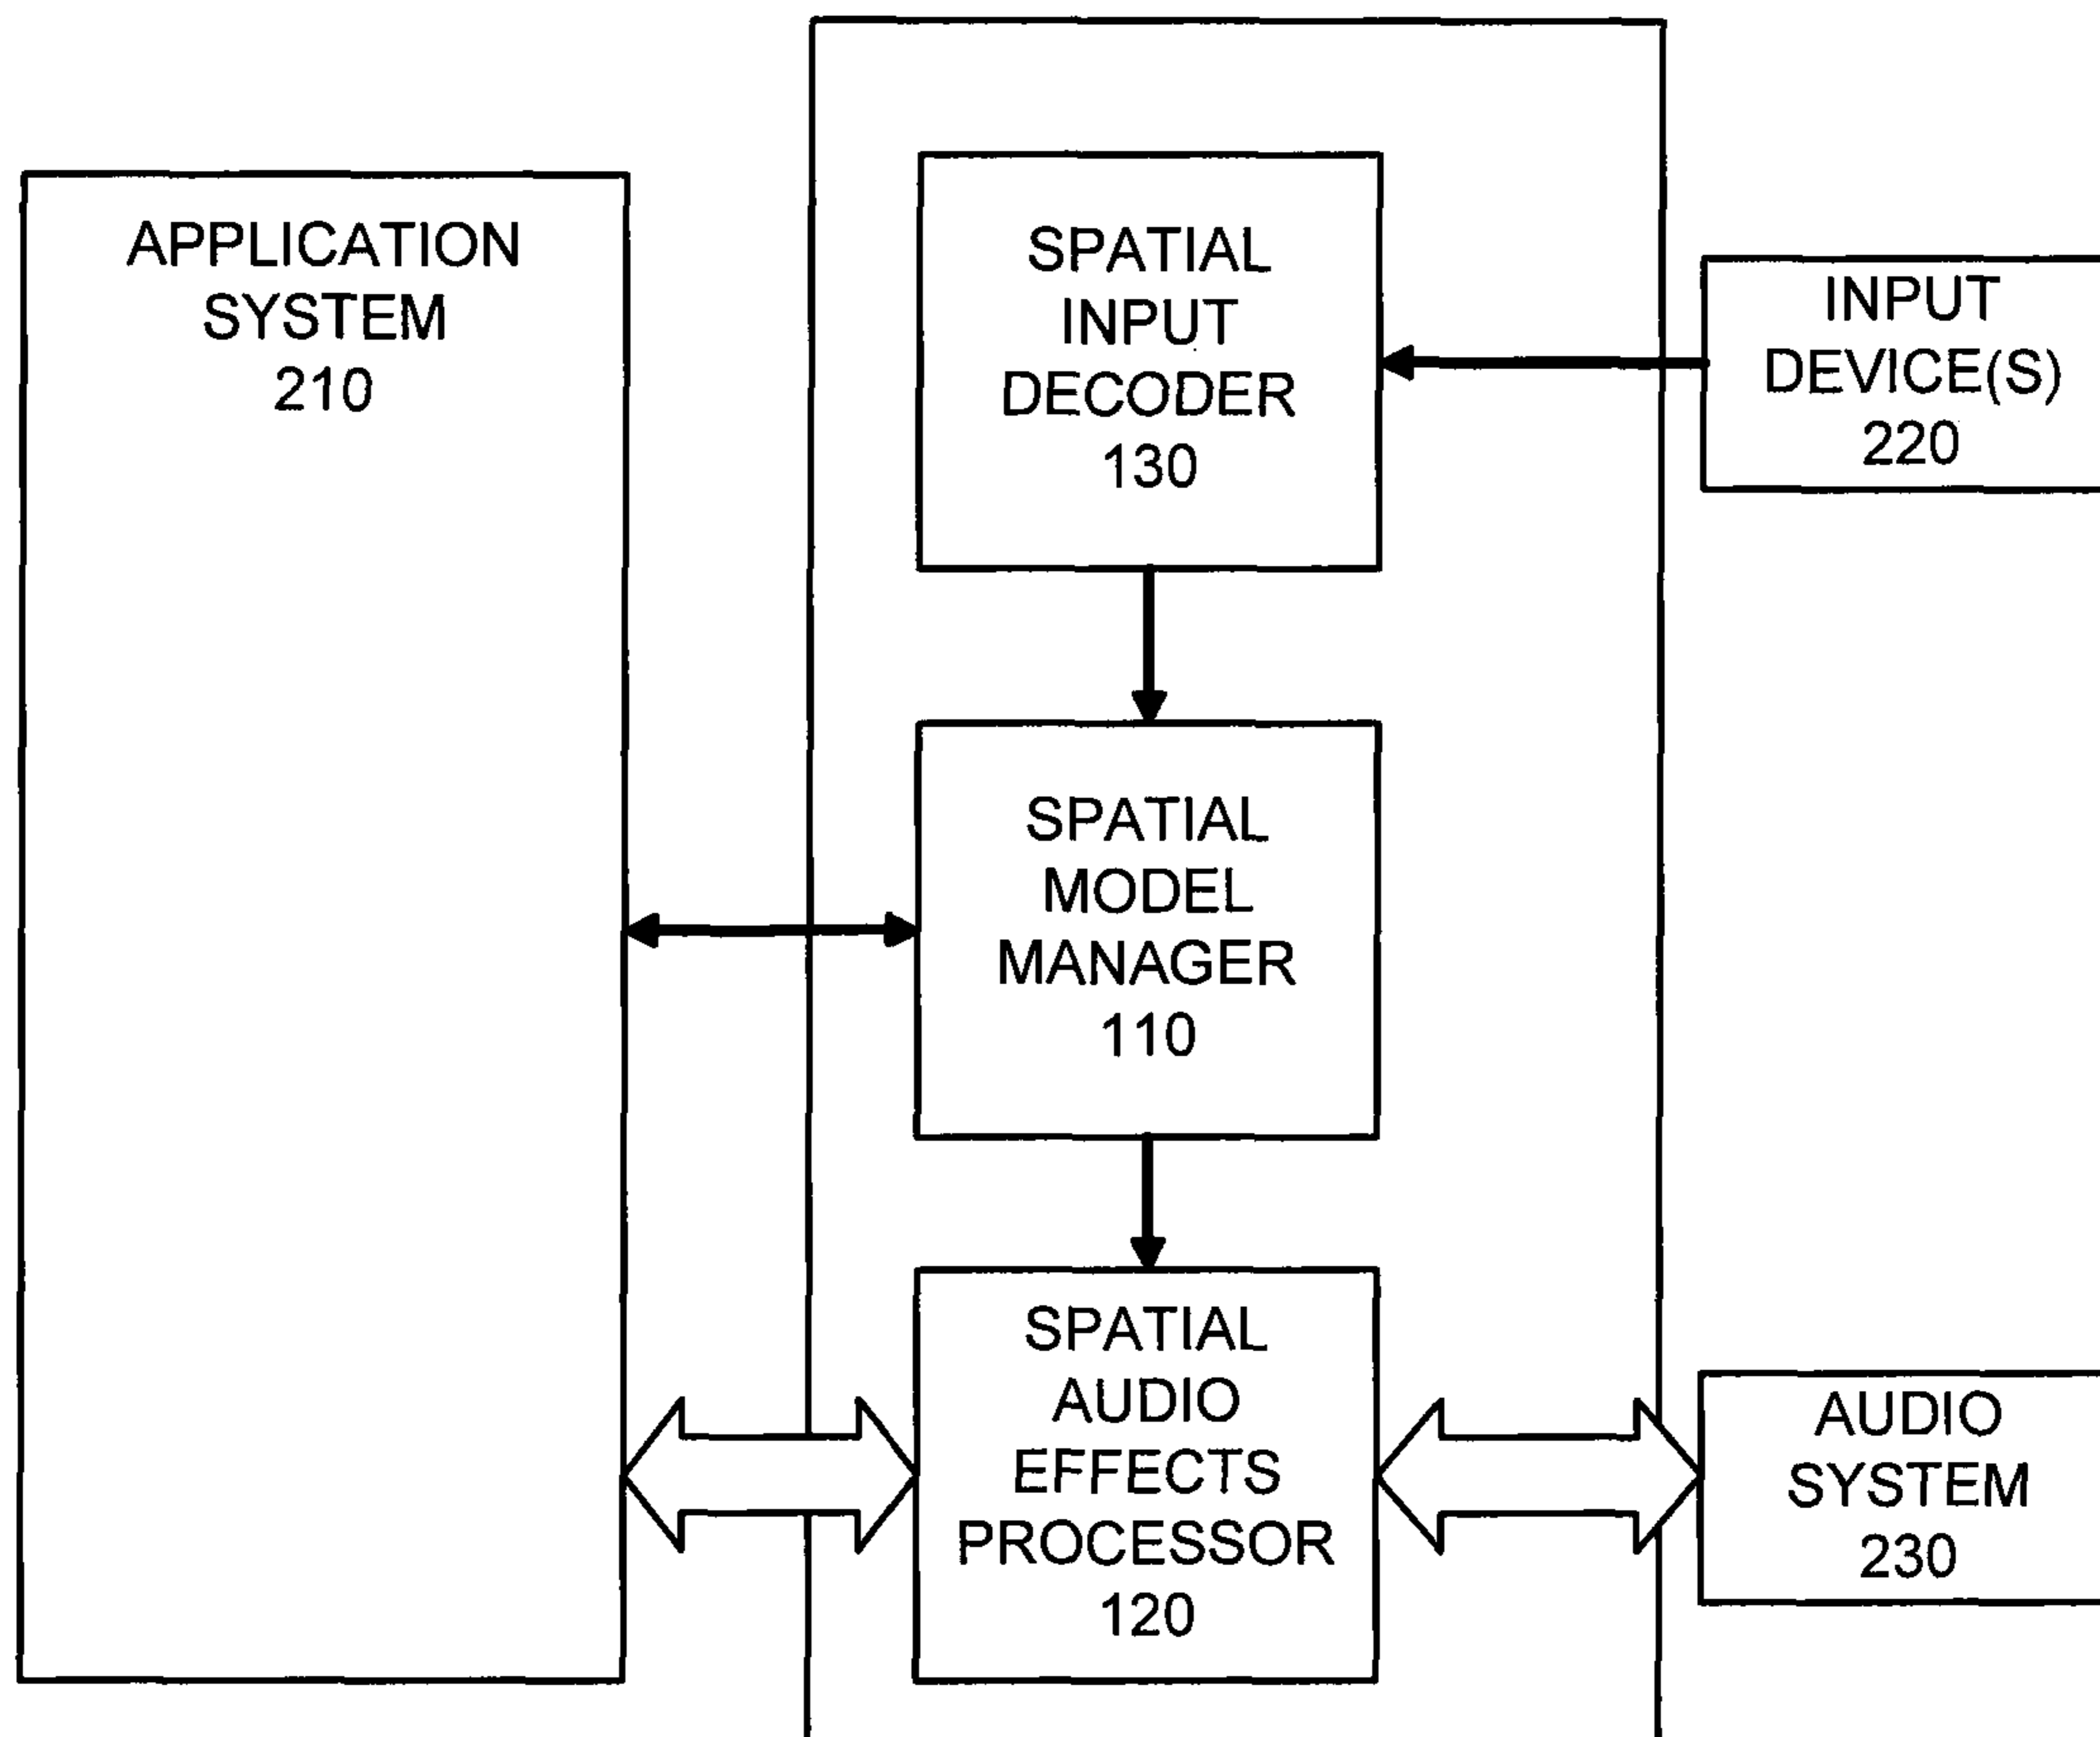 APPLICATION
SYSTEM
210
SPATIAL
INPUT
DECODER
130
INPUT
DEVICE(S)
220
SPATIAL
MODEL
MANAGER
110
SPATIAL
AUDIO
EFFECTS
PROCESSOR
120
AUDIO
SYSTEM
230